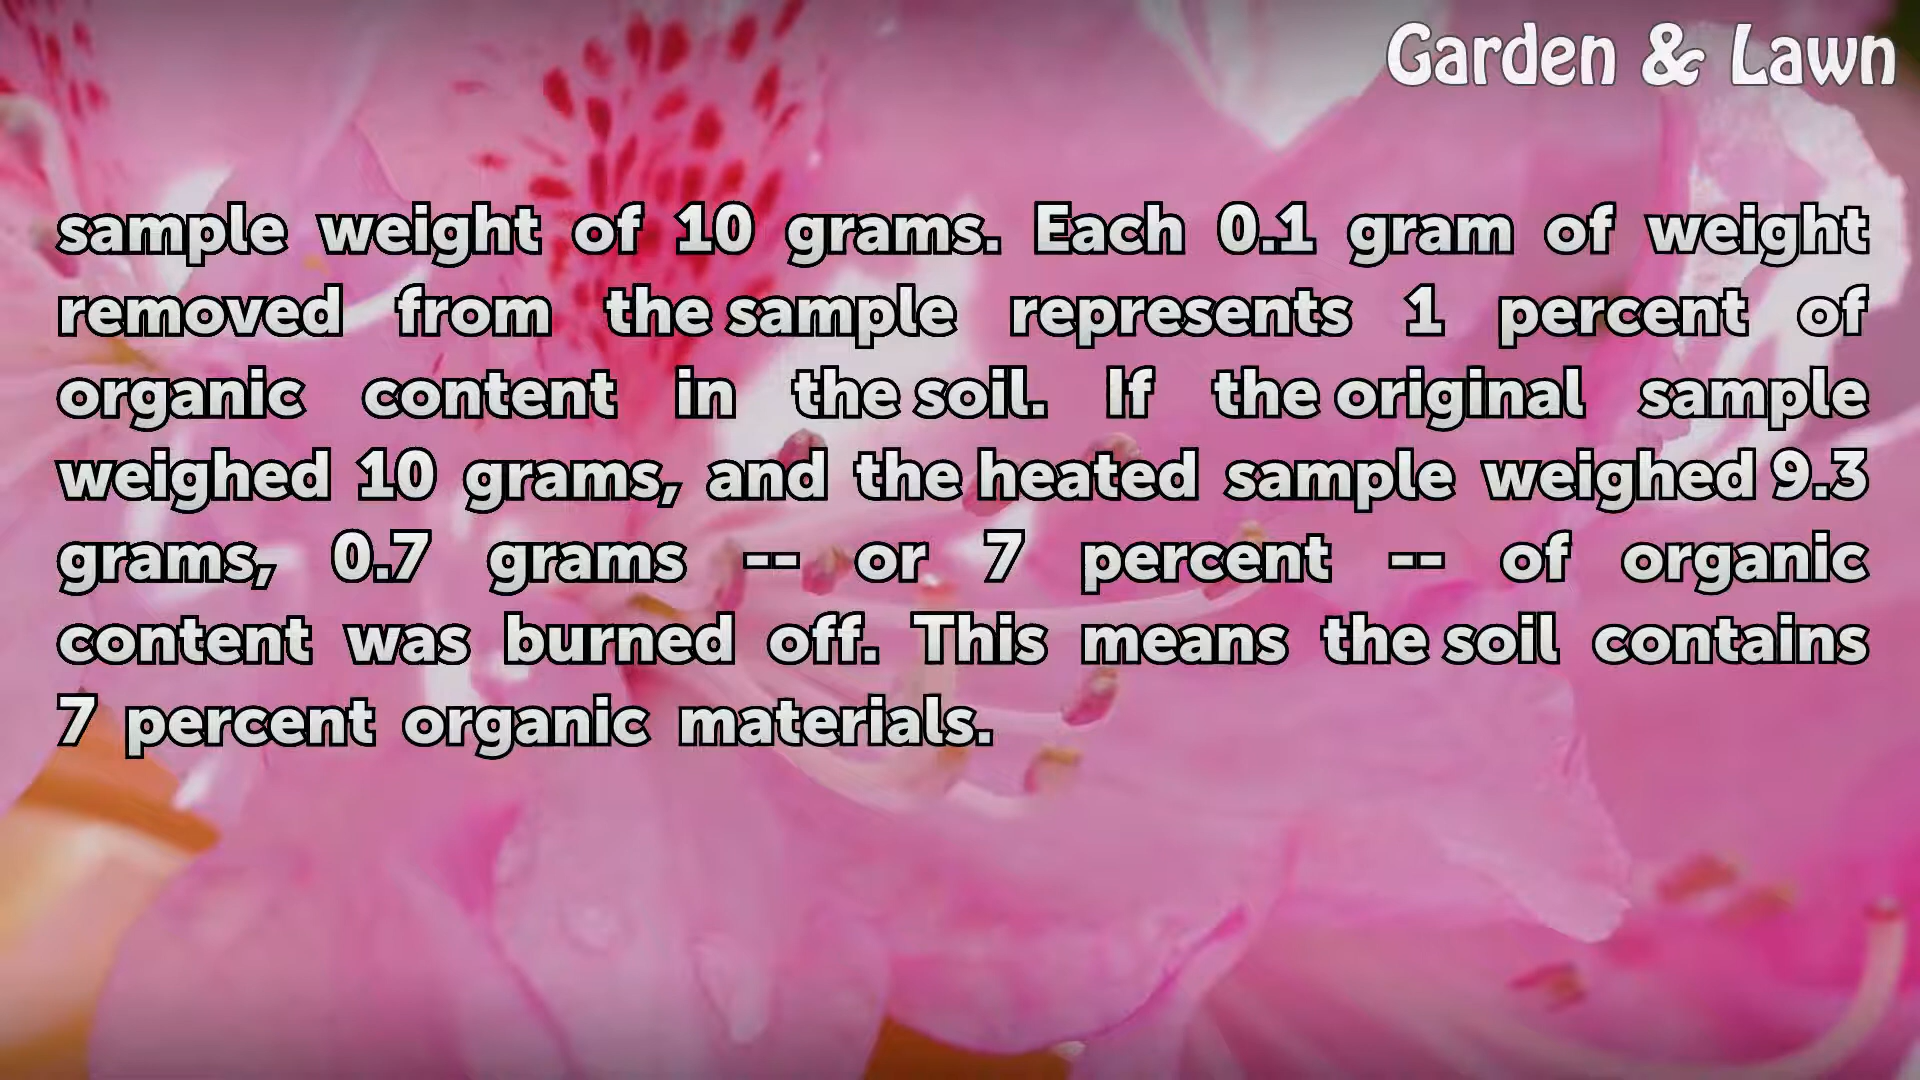 Garden & Lawn
sample weight of 10 grams. Each 0.1 gram of weight
removed from the sample represents 1 percent of
organic content in the soil. If the original sample
weighed 10 grams, and the heated sample weighed 9.3
grams, 0.7 grams -- or 7 percent -- of organic
content was burned off. This means the soil contains
7 percent organic materials.